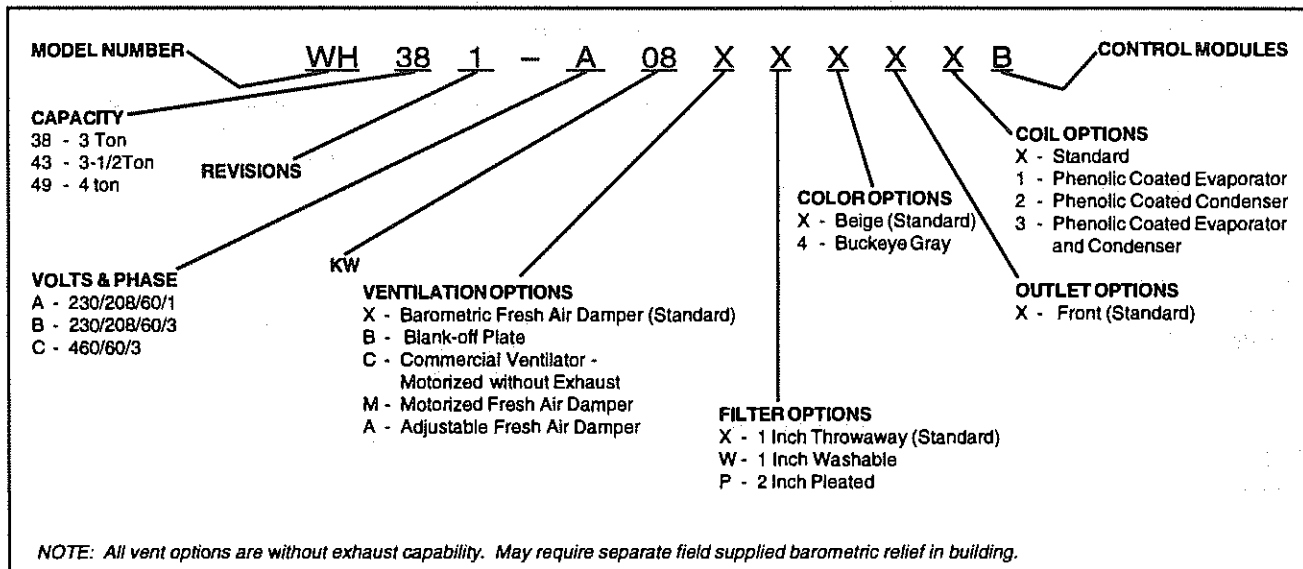 MODEL NUMBER WH 38 1 – A 08 X X X X X B CONTROL MODULES
CAPACITY
38 - 3 Ton
43 - 3-1/2Ton
49 - 4 ton
REVISIONS
VOLTS & PHASE
A - 230/208/60/1
B - 230/208/60/3
C - 460/60/3
KW
VENTILATION OPTIONS
X - Barometric Fresh Air Damper (Standard)
B - Blank-off Plate
C - Commercial Ventilator -
Motorized without Exhaust
M - Motorized Fresh Air Damper
A - Adjustable Fresh Air Damper
FILTER OPTIONS
X - 1 Inch Throwaway (Standard)
W - 1 Inch Washable
P - 2 Inch Pleated
COLOR OPTIONS
X - Beige (Standard)
4 - Buckeye Gray
OUTLET OPTIONS
X - Front (Standard)
COIL OPTIONS
X - Standard
1 - Phenolic Coated Evaporator
2 - Phenolic Coated Condenser
3 - Phenolic Coated Evaporator
and Condenser
NOTE: All vent options are without exhaust capability. May require separate field supplied barometric relief in building.